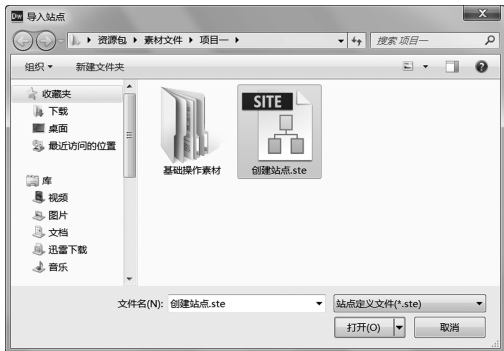 Dw 导入站点
资源包 素材文件 项目一 搜索 项目一
组织 新建文件夹
收藏夹
下载
桌面
最近访问的位置
库
视频
图片
文档
迅雷下载
音乐
SITE
基础操作素材 创建站点.ste
文件名(N): 创建站点.ste 站点定义文件(*.ste)
打开(O) 取消